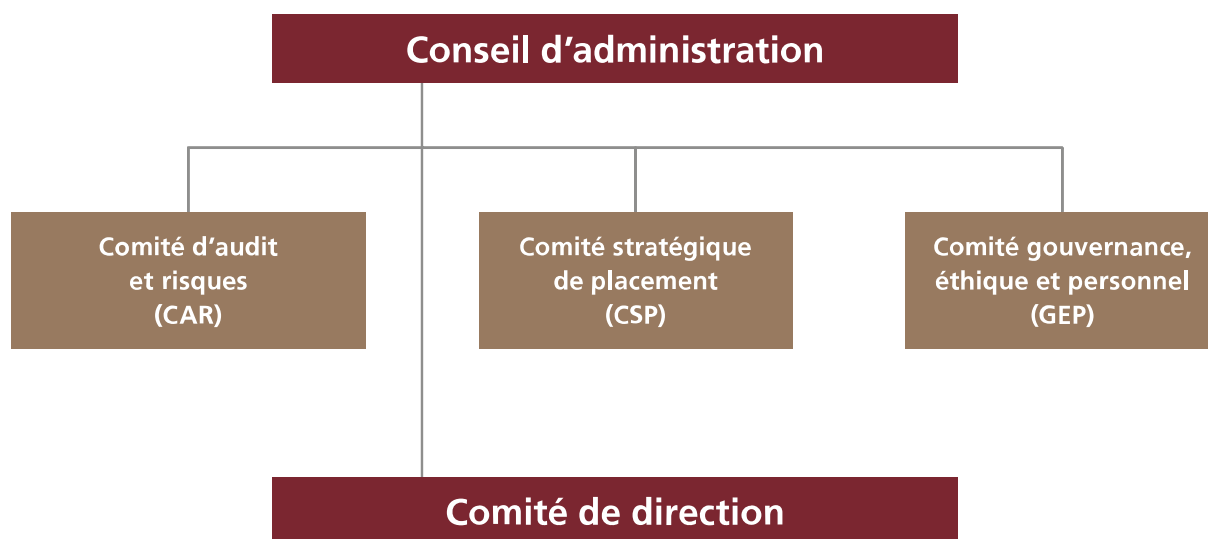 Conseil d’administration
Comité d’audit
et risques
(CAR)
Comité stratégique
de placement
(CSP)
Comité gouvernance,
éthique et personnel
(GEP)
Comité de direction